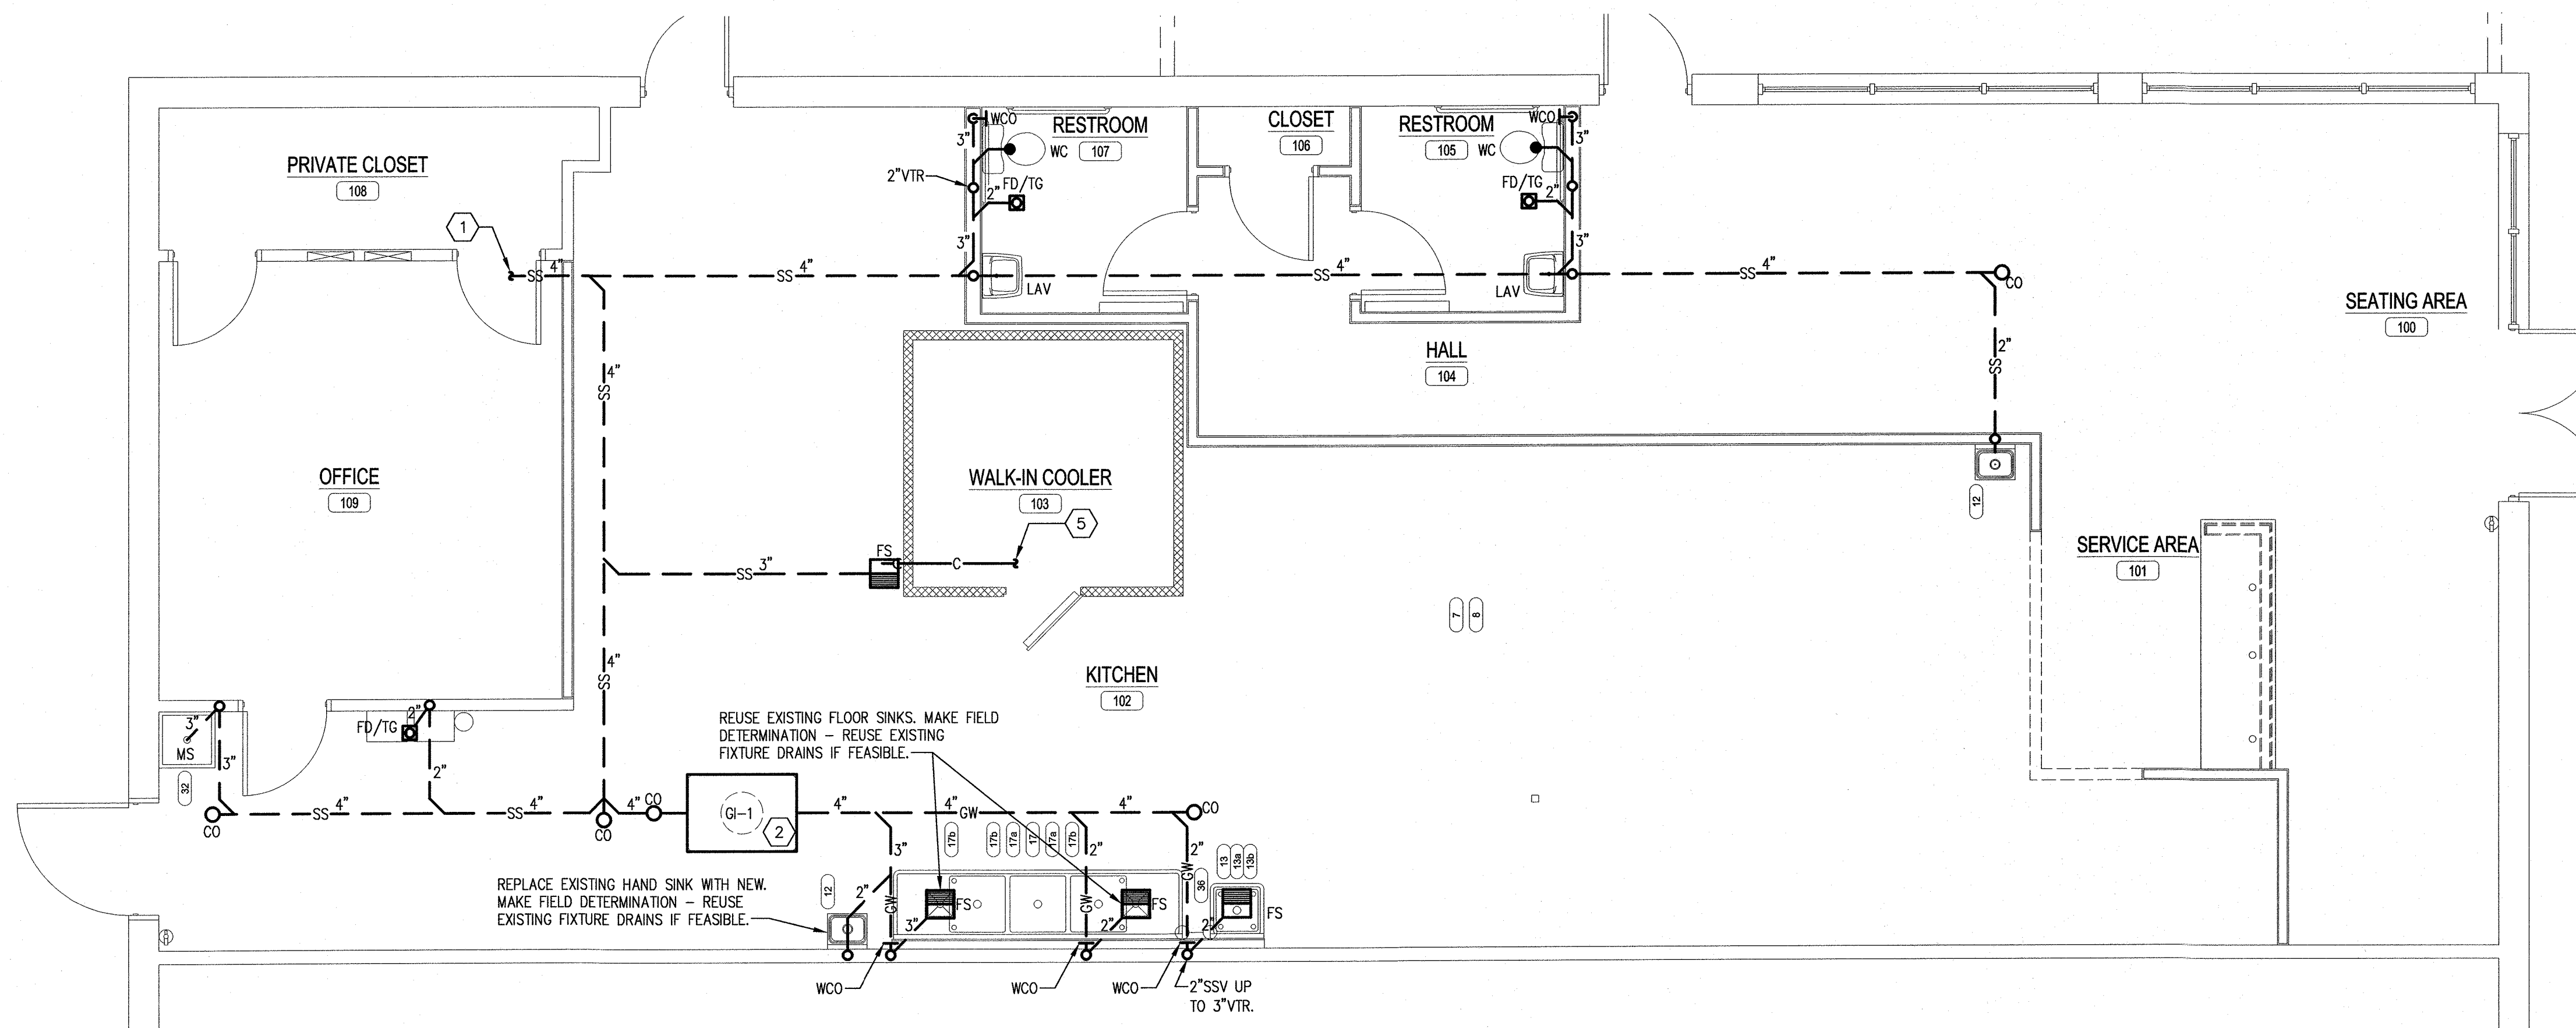 WCO
RESTROOM
107
CLOSET
106
RESTROOM
105
WCO
3"
WC
WC
3"
PRIVATE CLOSET
108
2"VTR
2"
FD/TG
FD/TG
2"
1
3"
3"
SS 4"
SS 4"
SS 4"
SS 4"
LAV
LAV
CO
SEATING AREA
100
HALL
104
2"
SS
4"
SS
OFFICE
109
WALK-IN COOLER
103
5
12
FS
C
SS 3"
SERVICE AREA
101
7
8
4"
SS
KITCHEN
102
REUSE EXISTING FLOOR SINKS. MAKE FIELD
DETERMINATION – REUSE EXISTING
FIXTURE DRAINS IF FEASIBLE.
3"
MS
32
3"
FD/TG
2"
2"
CO
SS 4"
SS 4"
CO
4"
CO
GI-1
2
4"
4"
GW
4"
CO
17b
17b
17a
17
17a
17b
3"
2"
2"
13
13a
13b
REPLACE EXISTING HAND SINK WITH NEW.
MAKE FIELD DETERMINATION – REUSE
EXISTING FIXTURE DRAINS IF FEASIBLE.
12
2"
GW
3"
FS
GW
2"
FS
GW
36
2"
FS
WCO
WCO
WCO
2"SSV UP
TO 3"VTR.